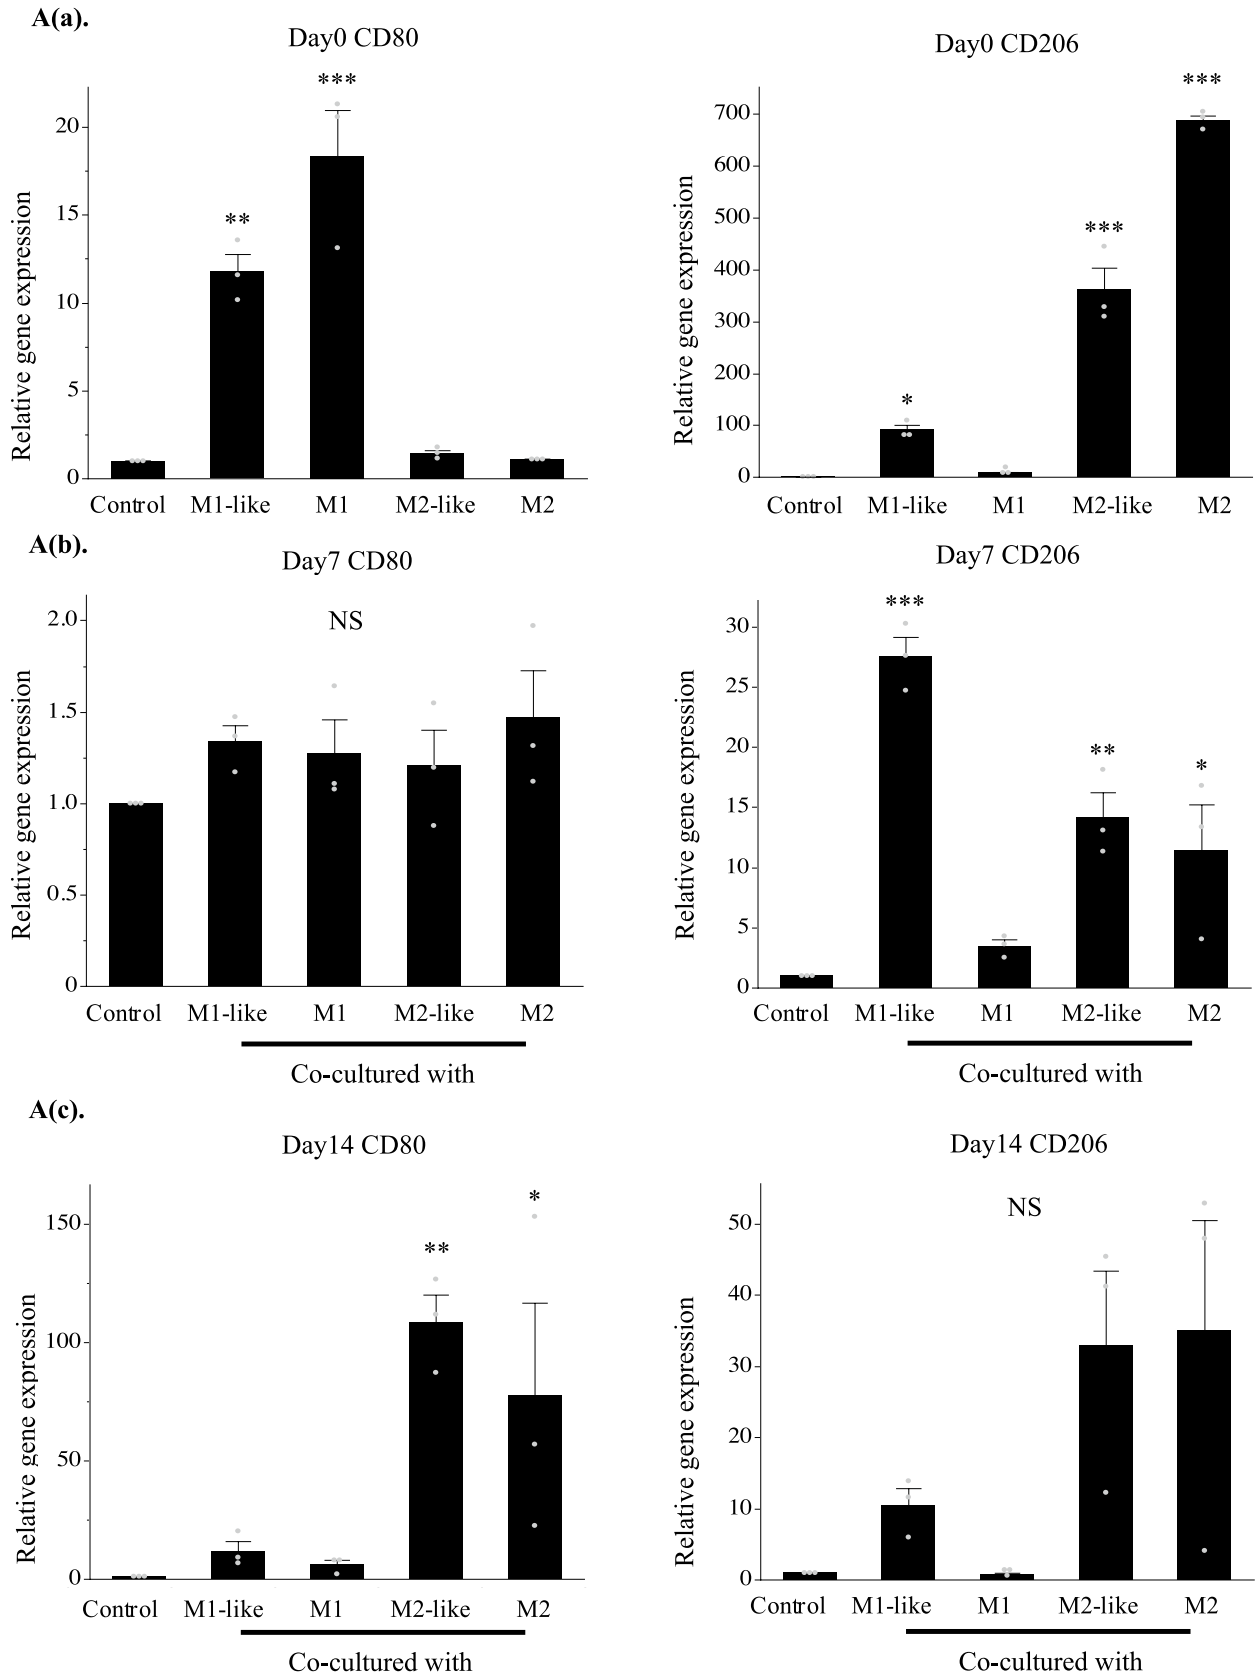 A(a).
Day0 CD80
Relative gene expression
20
15
10
5
0
**
***
Control M1-like M1 M2-like M2
Day0 CD206
Relative gene expression
700
600
500
400
300
200
100
0
*
***
***
Control M1-like M1 M2-like M2
A(b).
Day7 CD80
Relative gene expression
2.0
1.5
1.0
0.5
0
NS
Control M1-like M1 M2-like M2
Co-cultured with
Day7 CD206
Relative gene expression
30
25
20
15
10
5
0
***
**
*
Control M1-like M1 M2-like M2
Co-cultured with
A(c).
Day14 CD80
Relative gene expression
150
100
50
0
**
*
Control M1-like M1 M2-like M2
Co-cultured with
Day14 CD206
Relative gene expression
50
40
30
20
10
0
NS
Control M1-like M1 M2-like M2
Co-cultured with